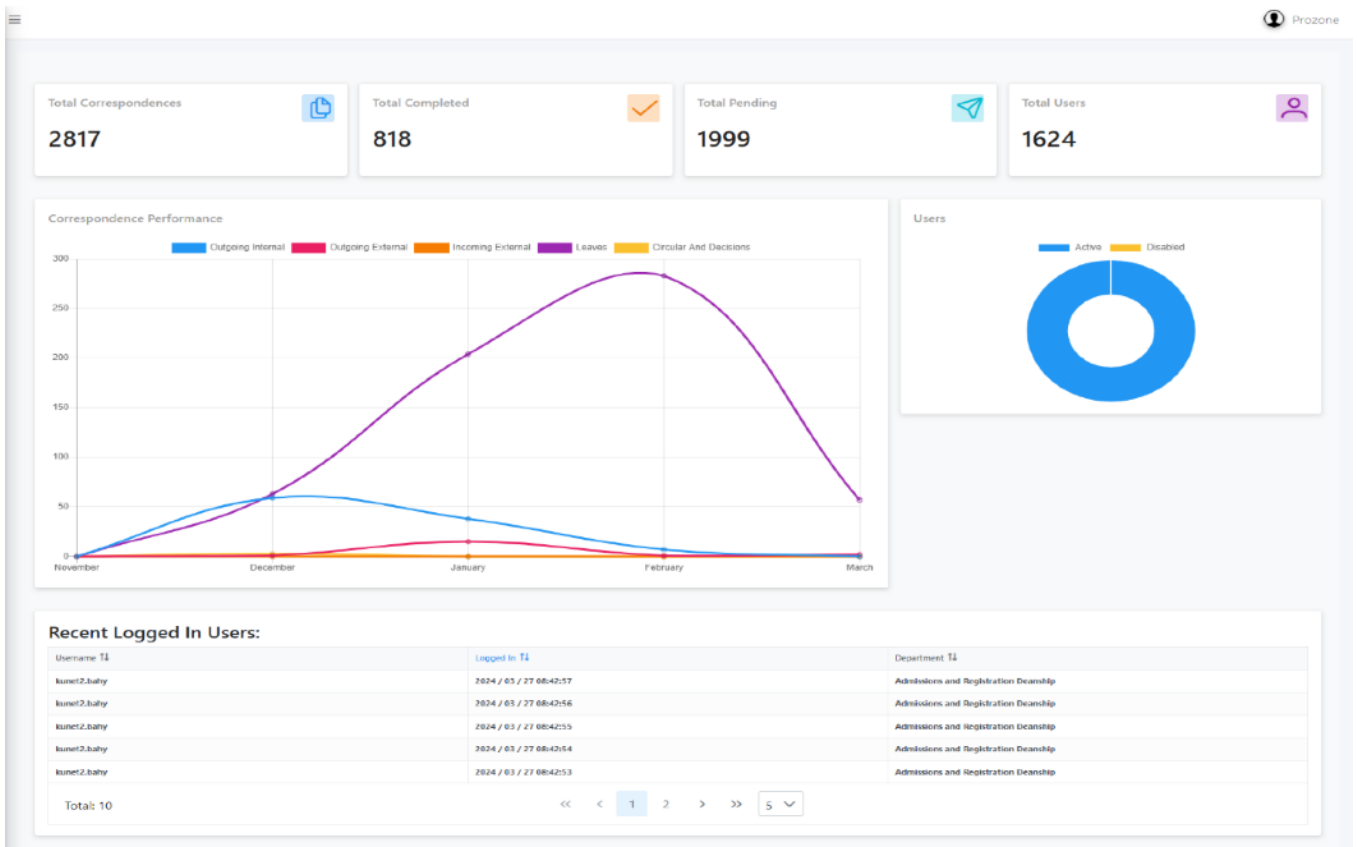 Prozone
Total Correspondences
2817
Total Completed
818
Total Pending
1999
Total Users
1624
Correspondence Performance
Outgoing Internal Outgoing External Incoming External Leaves Circular And Decisions
300
250
200
150
100
50
0
November December January February March
Users
Active Disabled
Recent Logged In Users:
Username Logged In Department
kunet2.bahy 2024 / 03 / 27 08:42:57 Admissions and Registration Deanship
kunet2.bahy 2024 / 03 / 27 08:42:56 Admissions and Registration Deanship
kunet2.bahy 2024 / 03 / 27 08:42:55 Admissions and Registration Deanship
kunet2.bahy 2024 / 03 / 27 08:42:54 Admissions and Registration Deanship
kunet2.bahy 2024 / 03 / 27 08:42:53 Admissions and Registration Deanship
Total: 10 << < 1 2 > >> 5